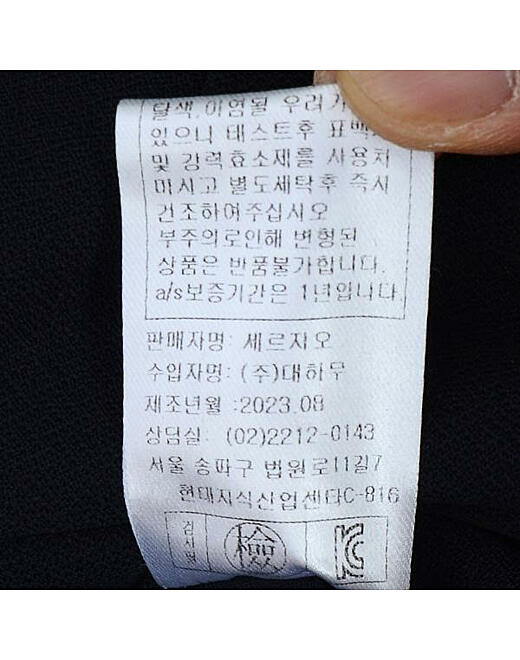 탈색,이염될 우려가
있으니 테스트후 표백
및 강력효소제를 사용치
마시고 별도세탁후 즉시
건조하여주십시오
부주의로인해 변형된
상품은 반품불가합니다.
a/s보증기간은 1년입니다.
판매자명: 세르지오
수입자명: (주)대하무
제조년월 :2023.08
상담실: (02)2212-0143
서울 송파구 법원로11길7
현대지식산업센타C-816
검사필 檢 KC